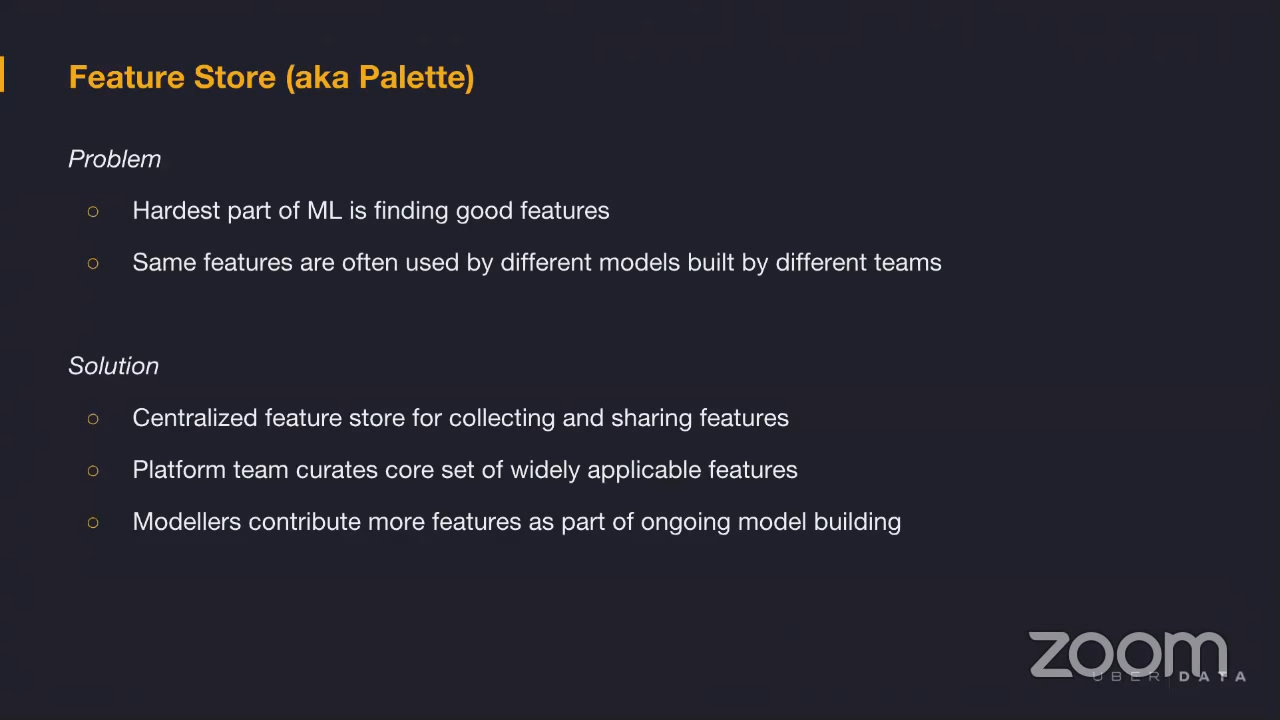 Feature Store (aka Palette)
Problem
○ Hardest part of ML is finding good features
○ Same features are often used by different models built by different teams
Solution
○ Centralized feature store for collecting and sharing features
○ Platform team curates core set of widely applicable features
○ Modellers contribute more features as part of ongoing model building
zoom
UBER | DATA